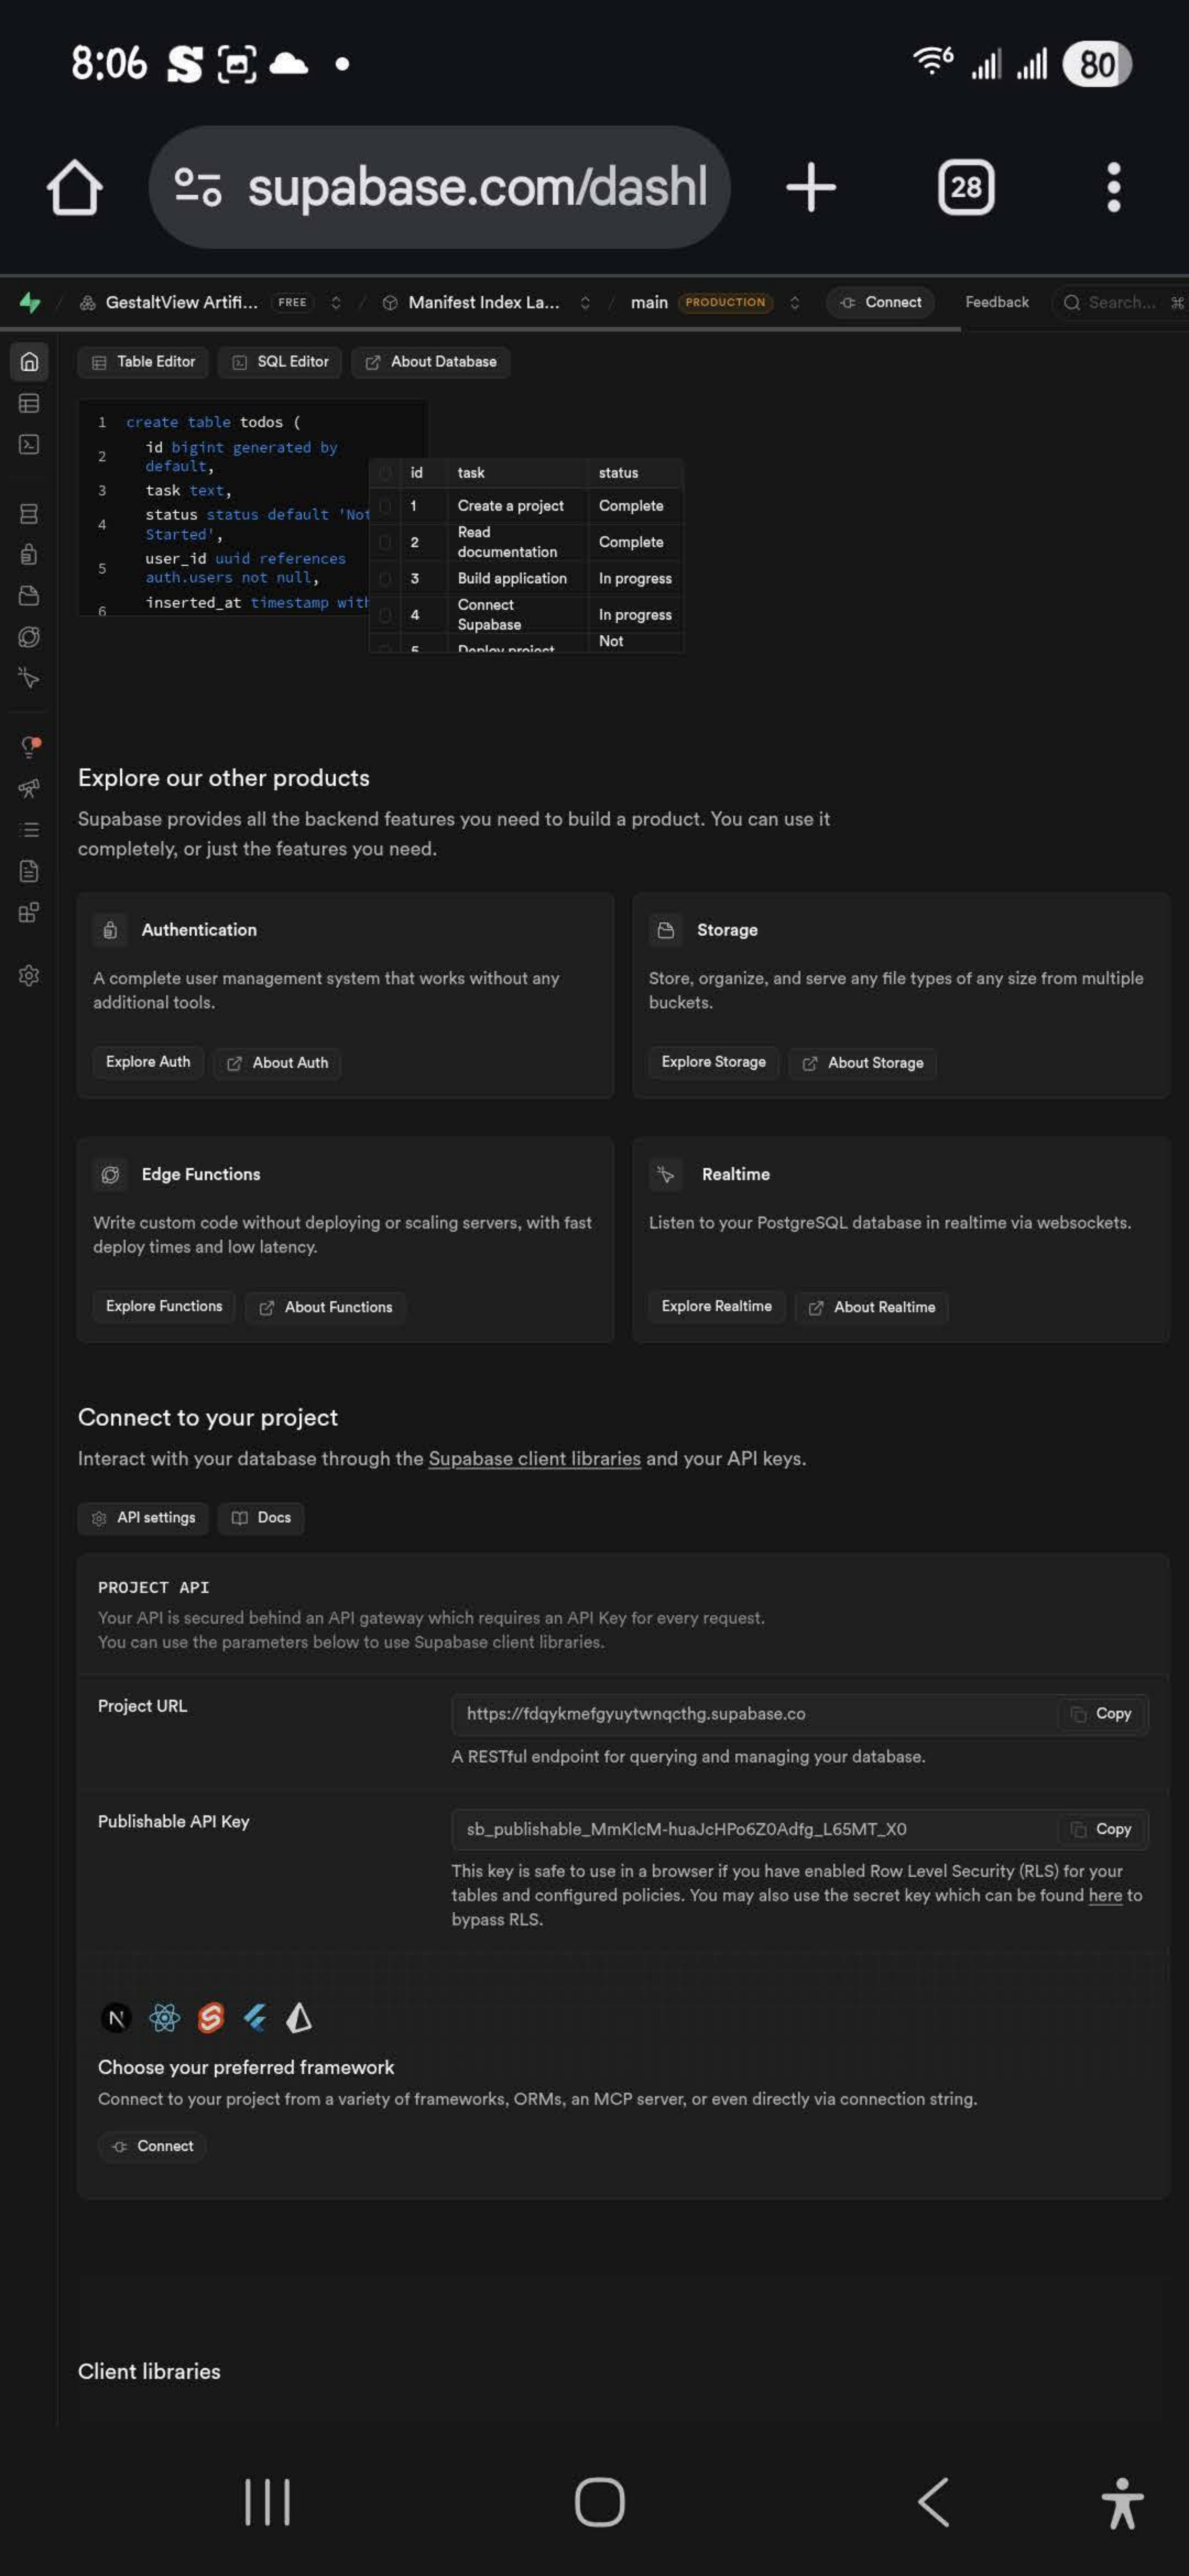 8:06
6
80
supabase.com/dashl
28
GestaltView Artifi... FREE / Manifest Index La... / main PRODUCTION Connect Feedback Search... ⌘
Table Editor SQL Editor About Database
1 create table todos (
2 id bigint generated by
default,
3 task text,
4 status status default 'Not
Started',
5 user_id uuid references
auth.users not null,
6 inserted_at timestamp with
id task status
1 Create a project Complete
2 Read
documentation Complete
3 Build application In progress
4 Connect
Supabase In progress
5 Deploy project Not
Explore our other products
Supabase provides all the backend features you need to build a product. You can use it
completely, or just the features you need.
Authentication
A complete user management system that works without any
additional tools.
Explore Auth About Auth
Storage
Store, organize, and serve any file types of any size from multiple
buckets.
Explore Storage About Storage
Edge Functions
Write custom code without deploying or scaling servers, with fast
deploy times and low latency.
Explore Functions About Functions
Realtime
Listen to your PostgreSQL database in realtime via websockets.
Explore Realtime About Realtime
Connect to your project
Interact with your database through the Supabase client libraries and your API keys.
API settings Docs
PROJECT API
Your API is secured behind an API gateway which requires an API Key for every request.
You can use the parameters below to use Supabase client libraries.
Project URL
https://fdqykmefgyuytwnqcthg.supabase.co Copy
A RESTful endpoint for querying and managing your database.
Publishable API Key
sb_publishable_MmKlcM-huaJcHPo6Z0Adfg_L65MT_X0 Copy
This key is safe to use in a browser if you have enabled Row Level Security (RLS) for your
tables and configured policies. You may also use the secret key which can be found here to
bypass RLS.
Choose your preferred framework
Connect to your project from a variety of frameworks, ORMs, an MCP server, or even directly via connection string.
Connect
Client libraries